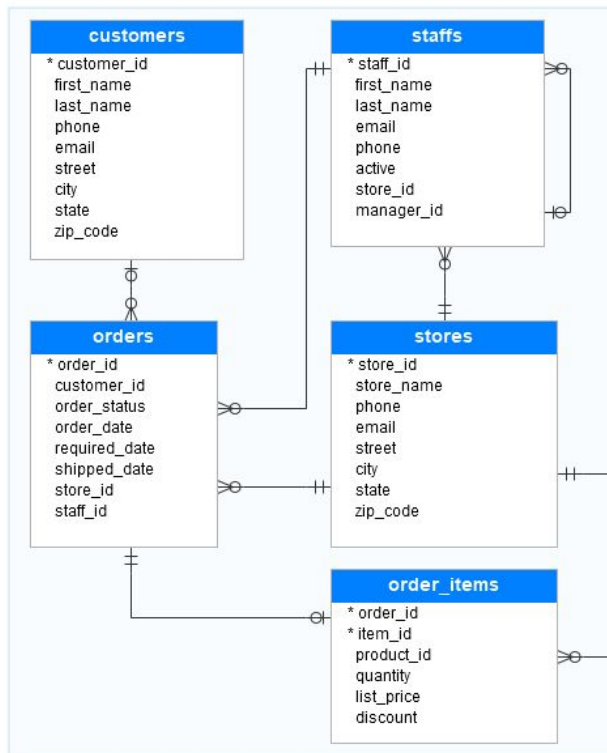 customers
* customer_id
first_name
last_name
phone
email
street
city
state
zip_code
staffs
* staff_id
first_name
last_name
email
phone
active
store_id
manager_id
orders
* order_id
customer_id
order_status
order_date
required_date
shipped_date
store_id
staff_id
stores
* store_id
store_name
phone
email
street
city
state
zip_code
order_items
* order_id
* item_id
product_id
quantity
list_price
discount